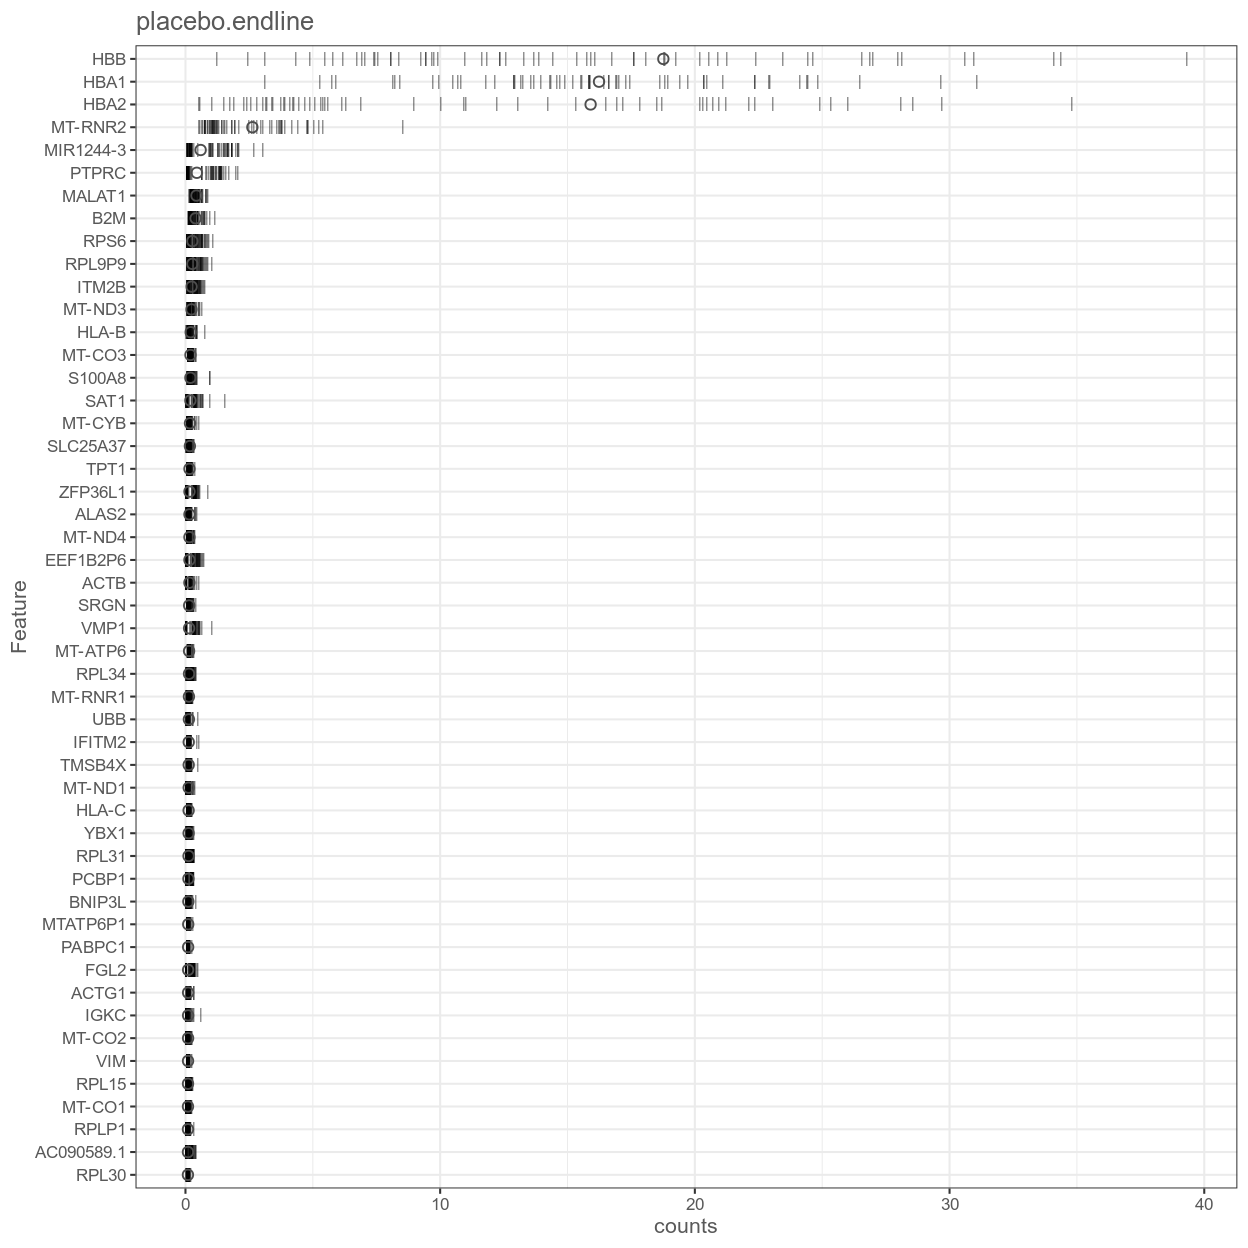 placebo.endline
HBB
HBA1
HBA2
MT-RNR2
MIR1244-3
PTPRC
MALAT1
B2M
RPS6
RPL9P9
ITM2B
MT-ND3
HLA-B
MT-CO3
S100A8
SAT1
MT-CYB
SLC25A37
TPT1
ZFP36L1
ALAS2
MT-ND4
EEF1B2P6
ACTB
SRGN
VMP1
MT-ATP6
RPL34
MT-RNR1
UBB
IFITM2
TMSB4X
MT-ND1
HLA-C
YBX1
RPL31
PCBP1
BNIP3L
MTATP6P1
PABPC1
FGL2
ACTG1
IGKC
MT-CO2
VIM
RPL15
MT-CO1
RPLP1
AC090589.1
RPL30
Feature
0 10 20 30 40
counts